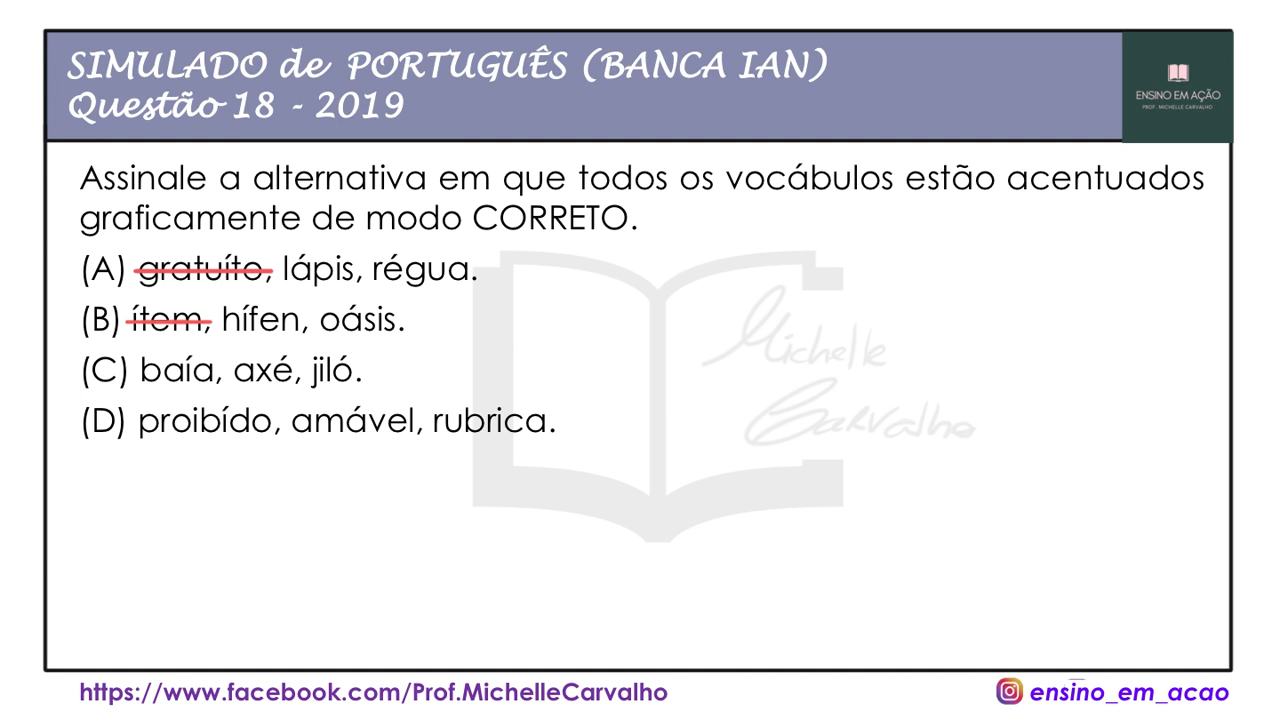 SIMULADO de PORTUGUÊS (BANCA IAN)
Questão 18 - 2019
ENSINO EM AÇÃO
PROF. MICHELLE CARVALHO
Assinale a alternativa em que todos os vocábulos estão acentuados
graficamente de modo CORRETO.
(A) gratuíto, lápis, régua.
(B) ítem, hífen, oásis.
(C) baía, axé, jiló.
(D) proibído, amável, rubrica.
Michelle
Carvalho
https://www.facebook.com/Prof.MichelleCarvalho
ensino_em_acao